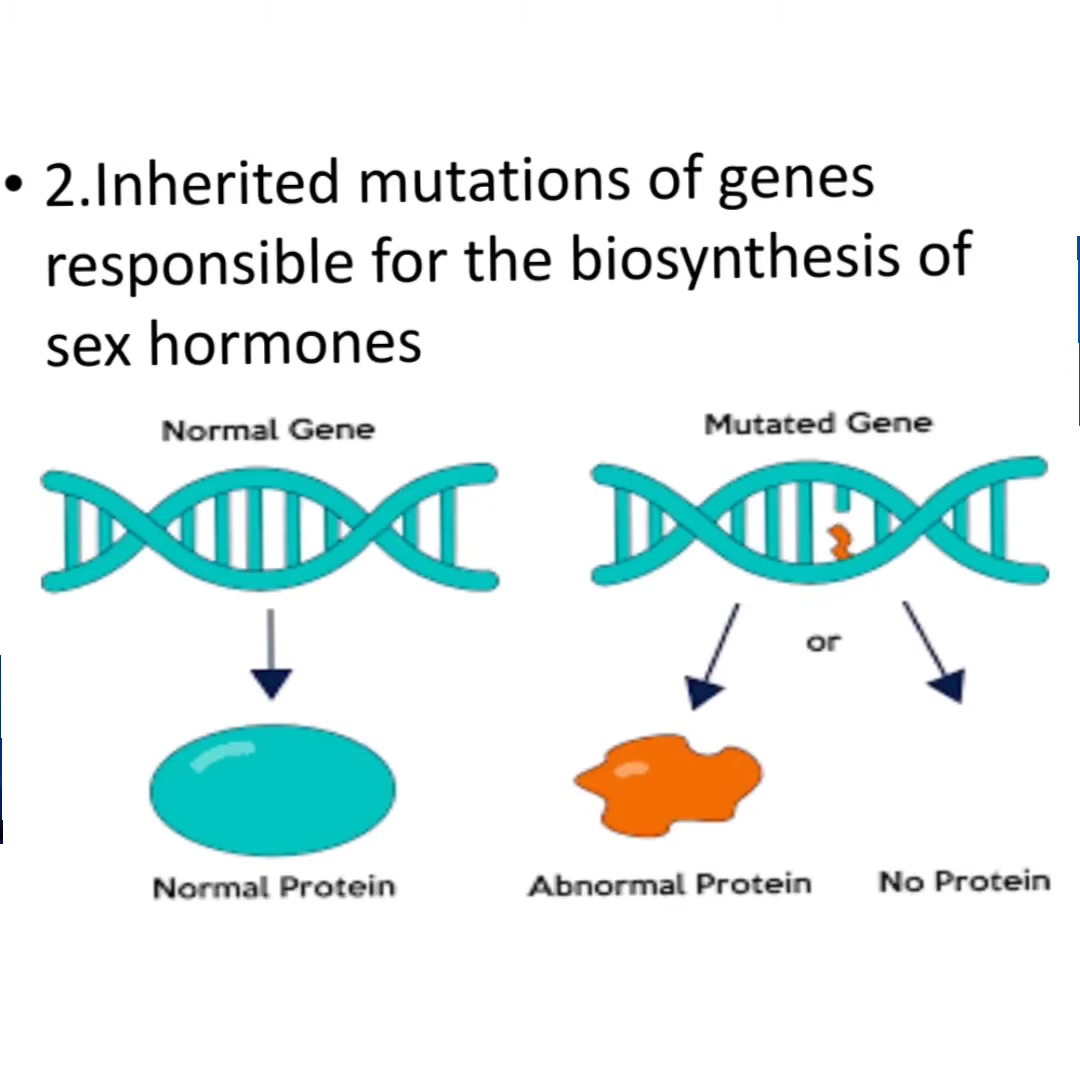 • 2.Inherited mutations of genes
responsible for the biosynthesis of
sex hormones
Normal Gene
Mutated Gene
or
Normal Protein
Abnormal Protein
No Protein